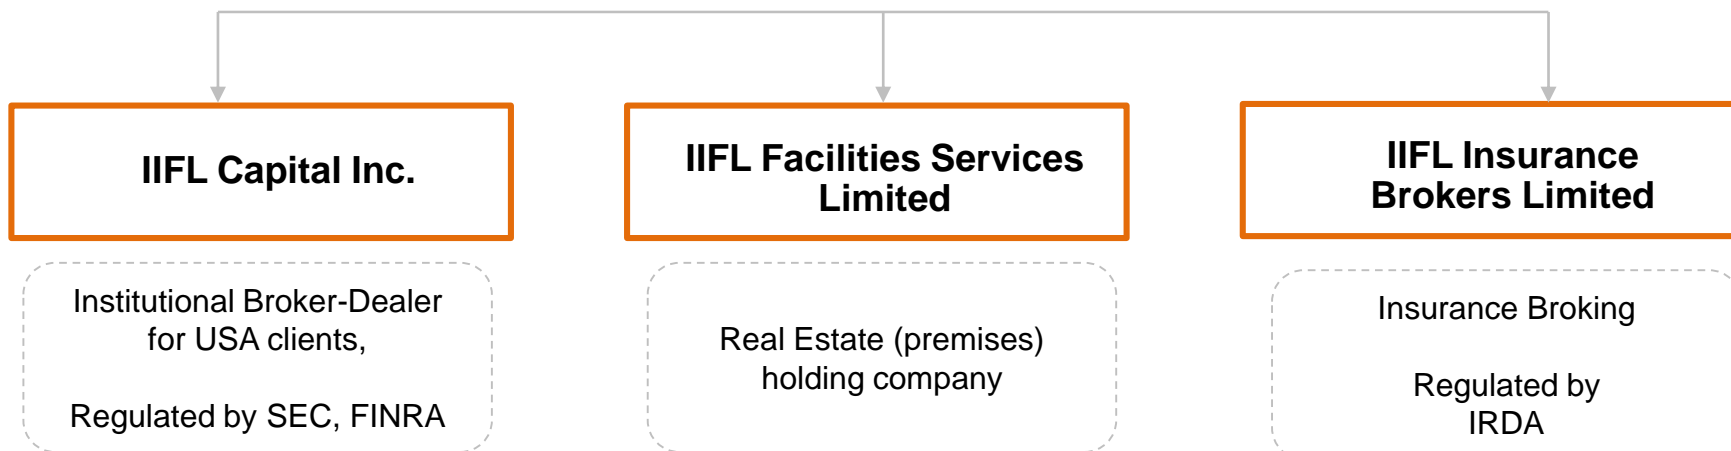 IIFL Capital Inc.
IIFL Facilities Services
Limited
IIFL Insurance
Brokers Limited
Institutional Broker-Dealer
for USA clients,
Regulated by SEC, FINRA
Real Estate (premises)
holding company
Insurance Broking
Regulated by
IRDA